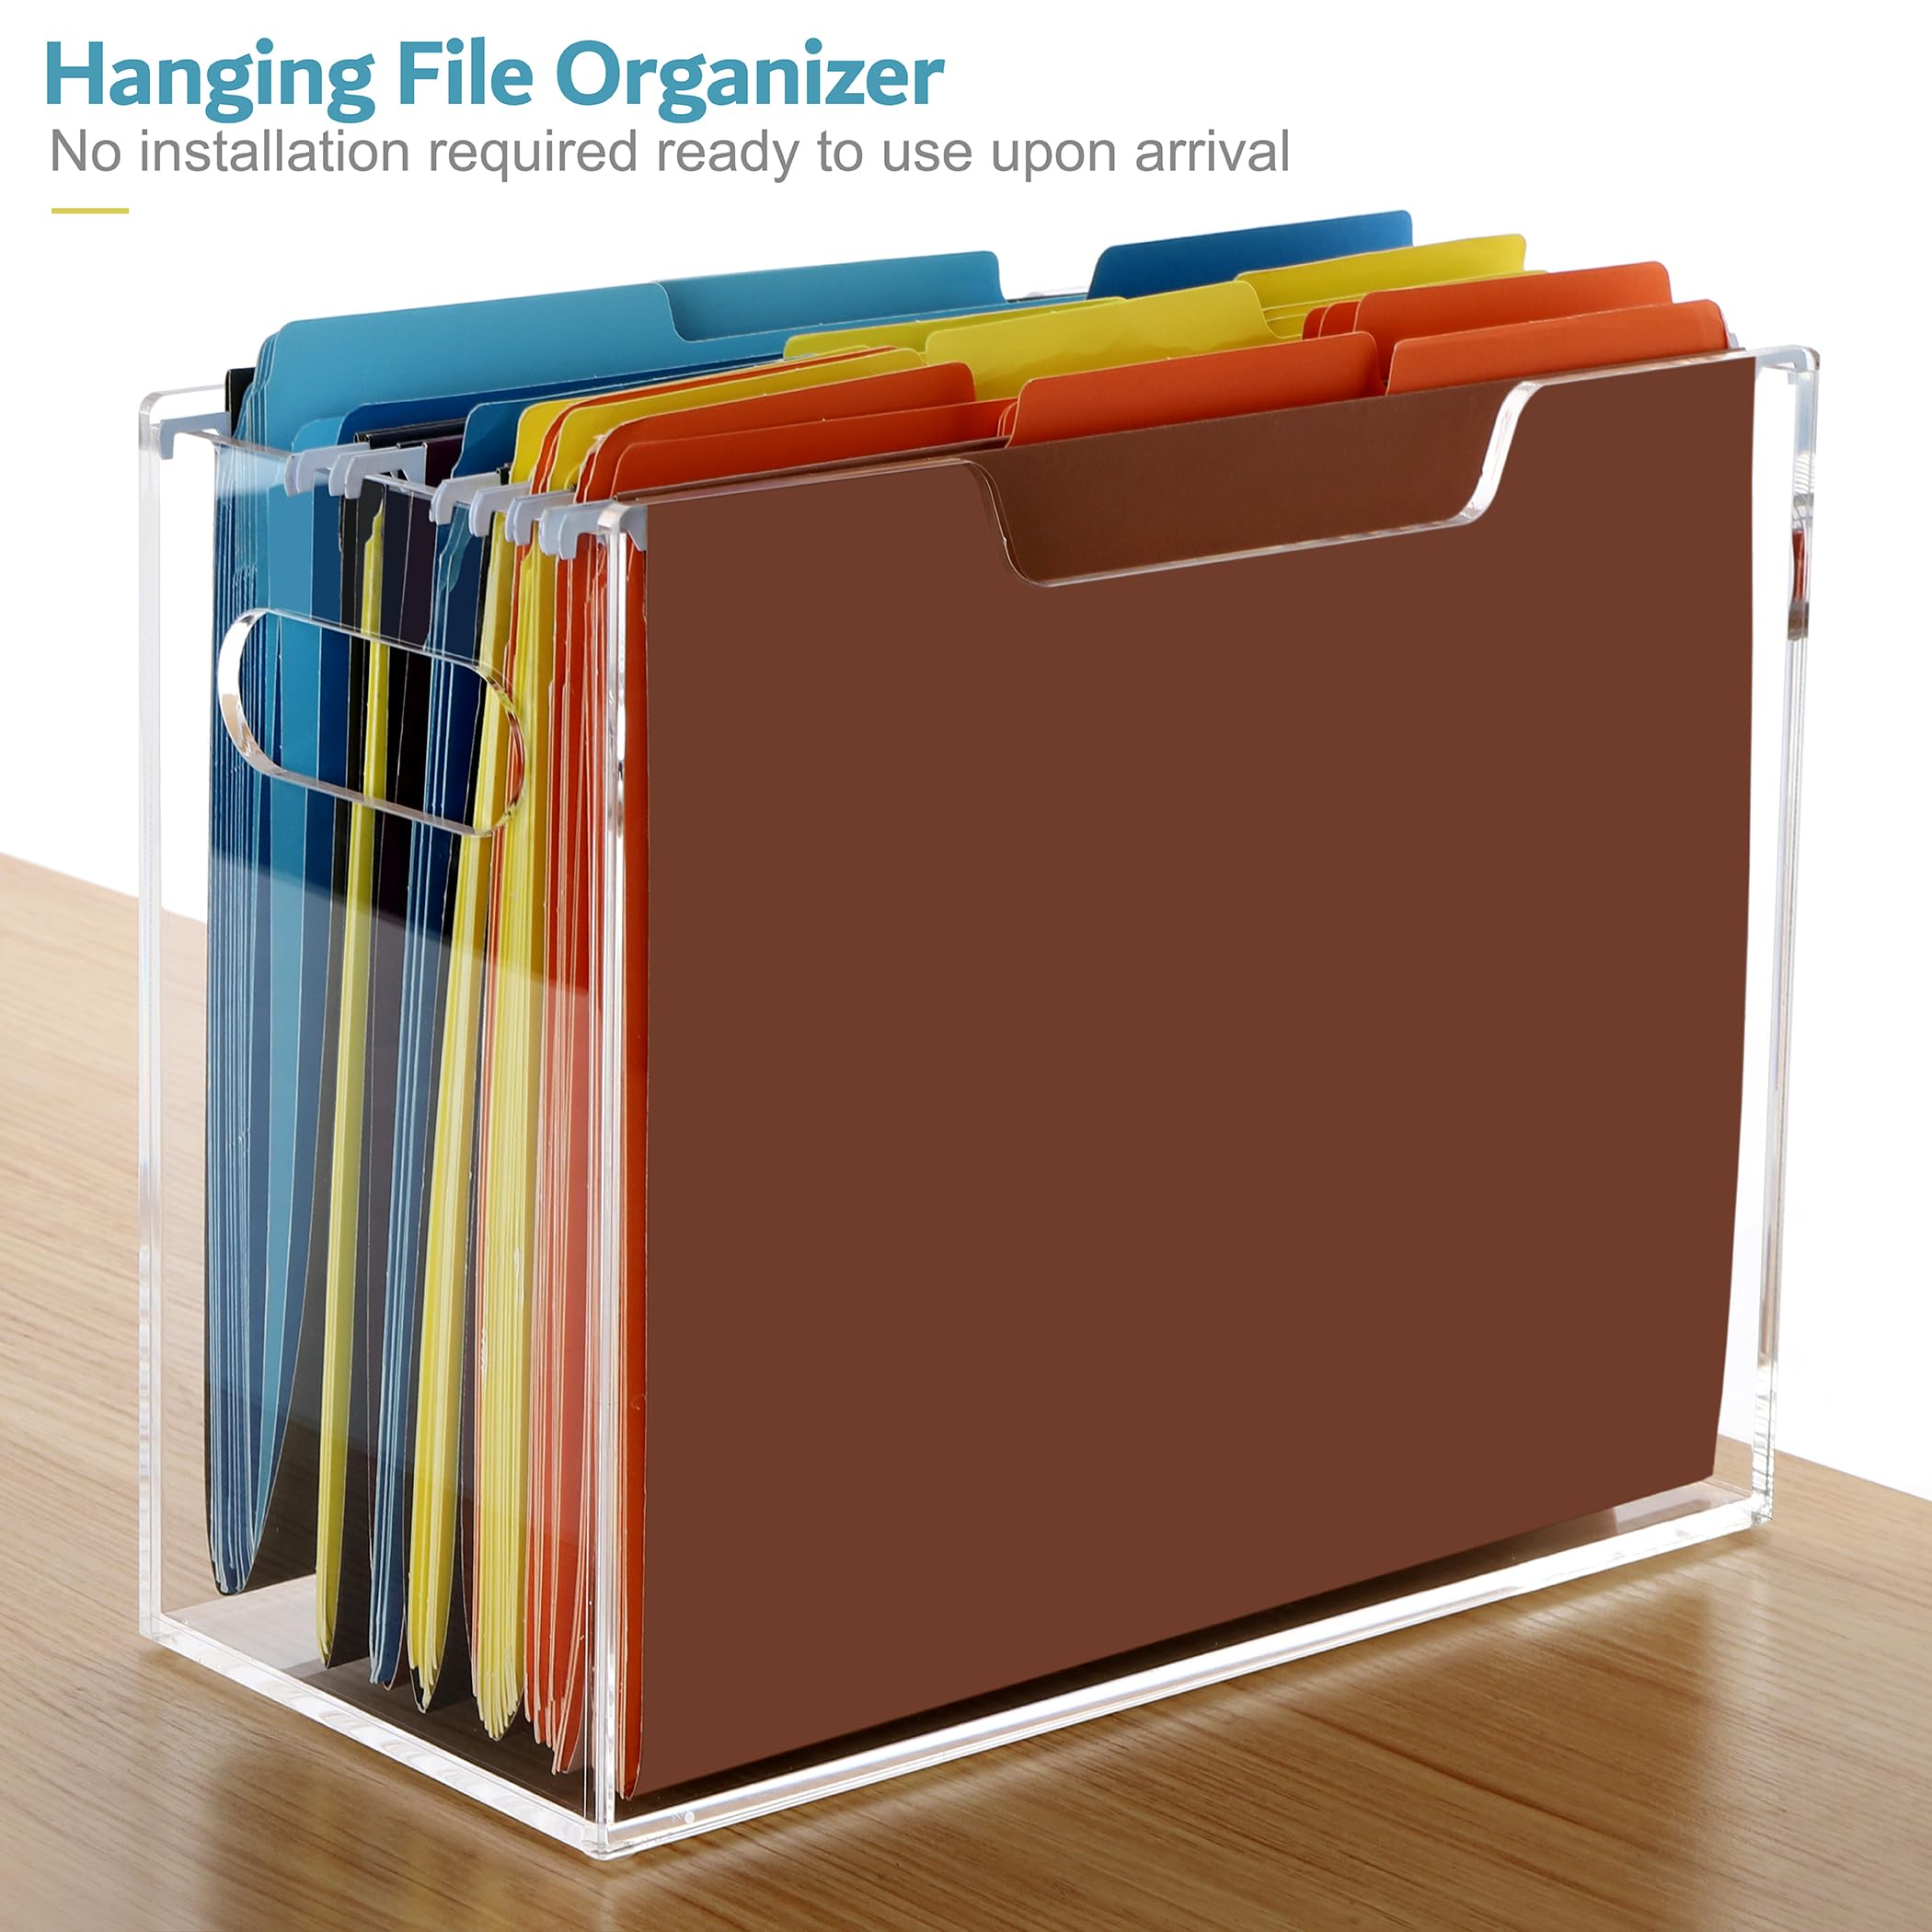 Hanging File Organizer
No installation required ready to use upon arrival